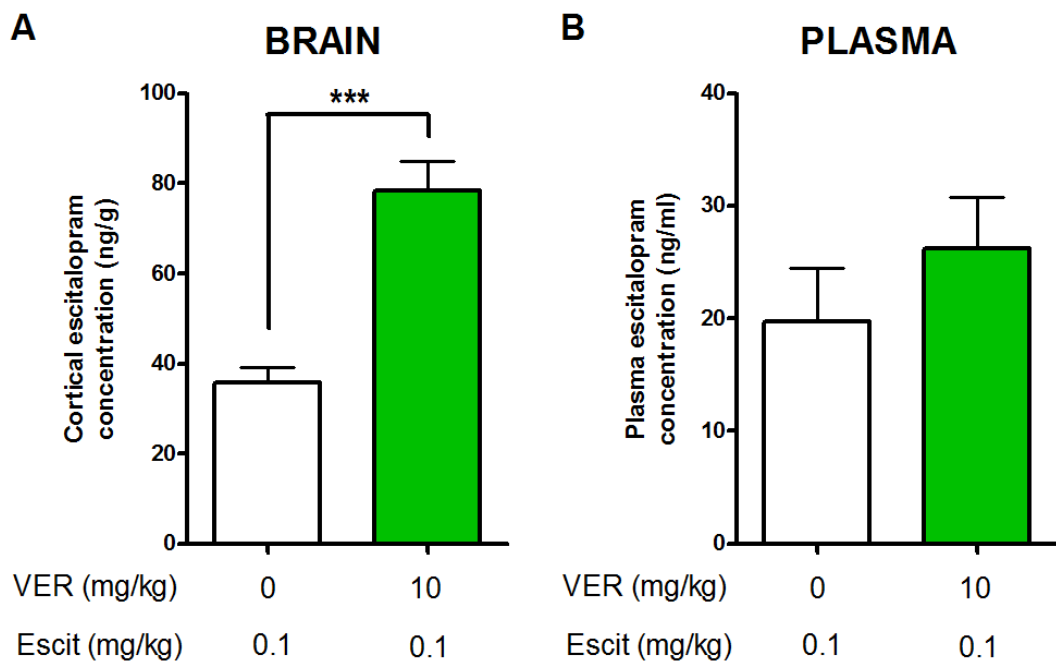 A
BRAIN
Cortical escitalopram
concentration (ng/g)
100
80
60
40
20
0
***
0 10
VER (mg/kg)
Escit (mg/kg) 0.1 0.1
B
PLASMA
Plasma escitalopram
concentration (ng/ml)
40
30
20
10
0
VER (mg/kg) 0 10
Escit (mg/kg) 0.1 0.1